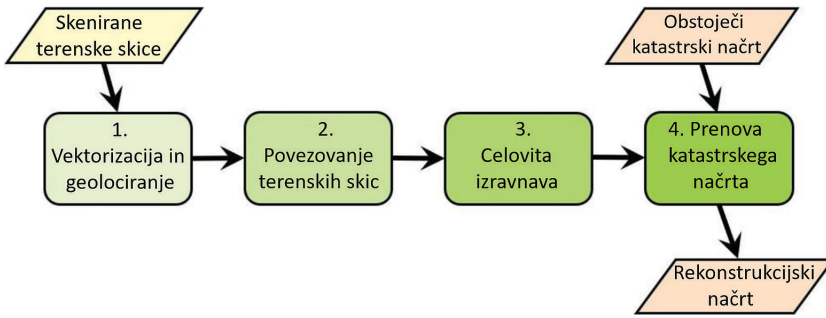 Skenirane
terenske skice
Obstoječi
katastrski načrt
1.
Vektorizacija in
geolociranje
2.
Povezovanje
terenskih skic
3.
Celovita
izravnava
4. Prenova
katastrskega
načrta
Rekonstrukcijski
načrt